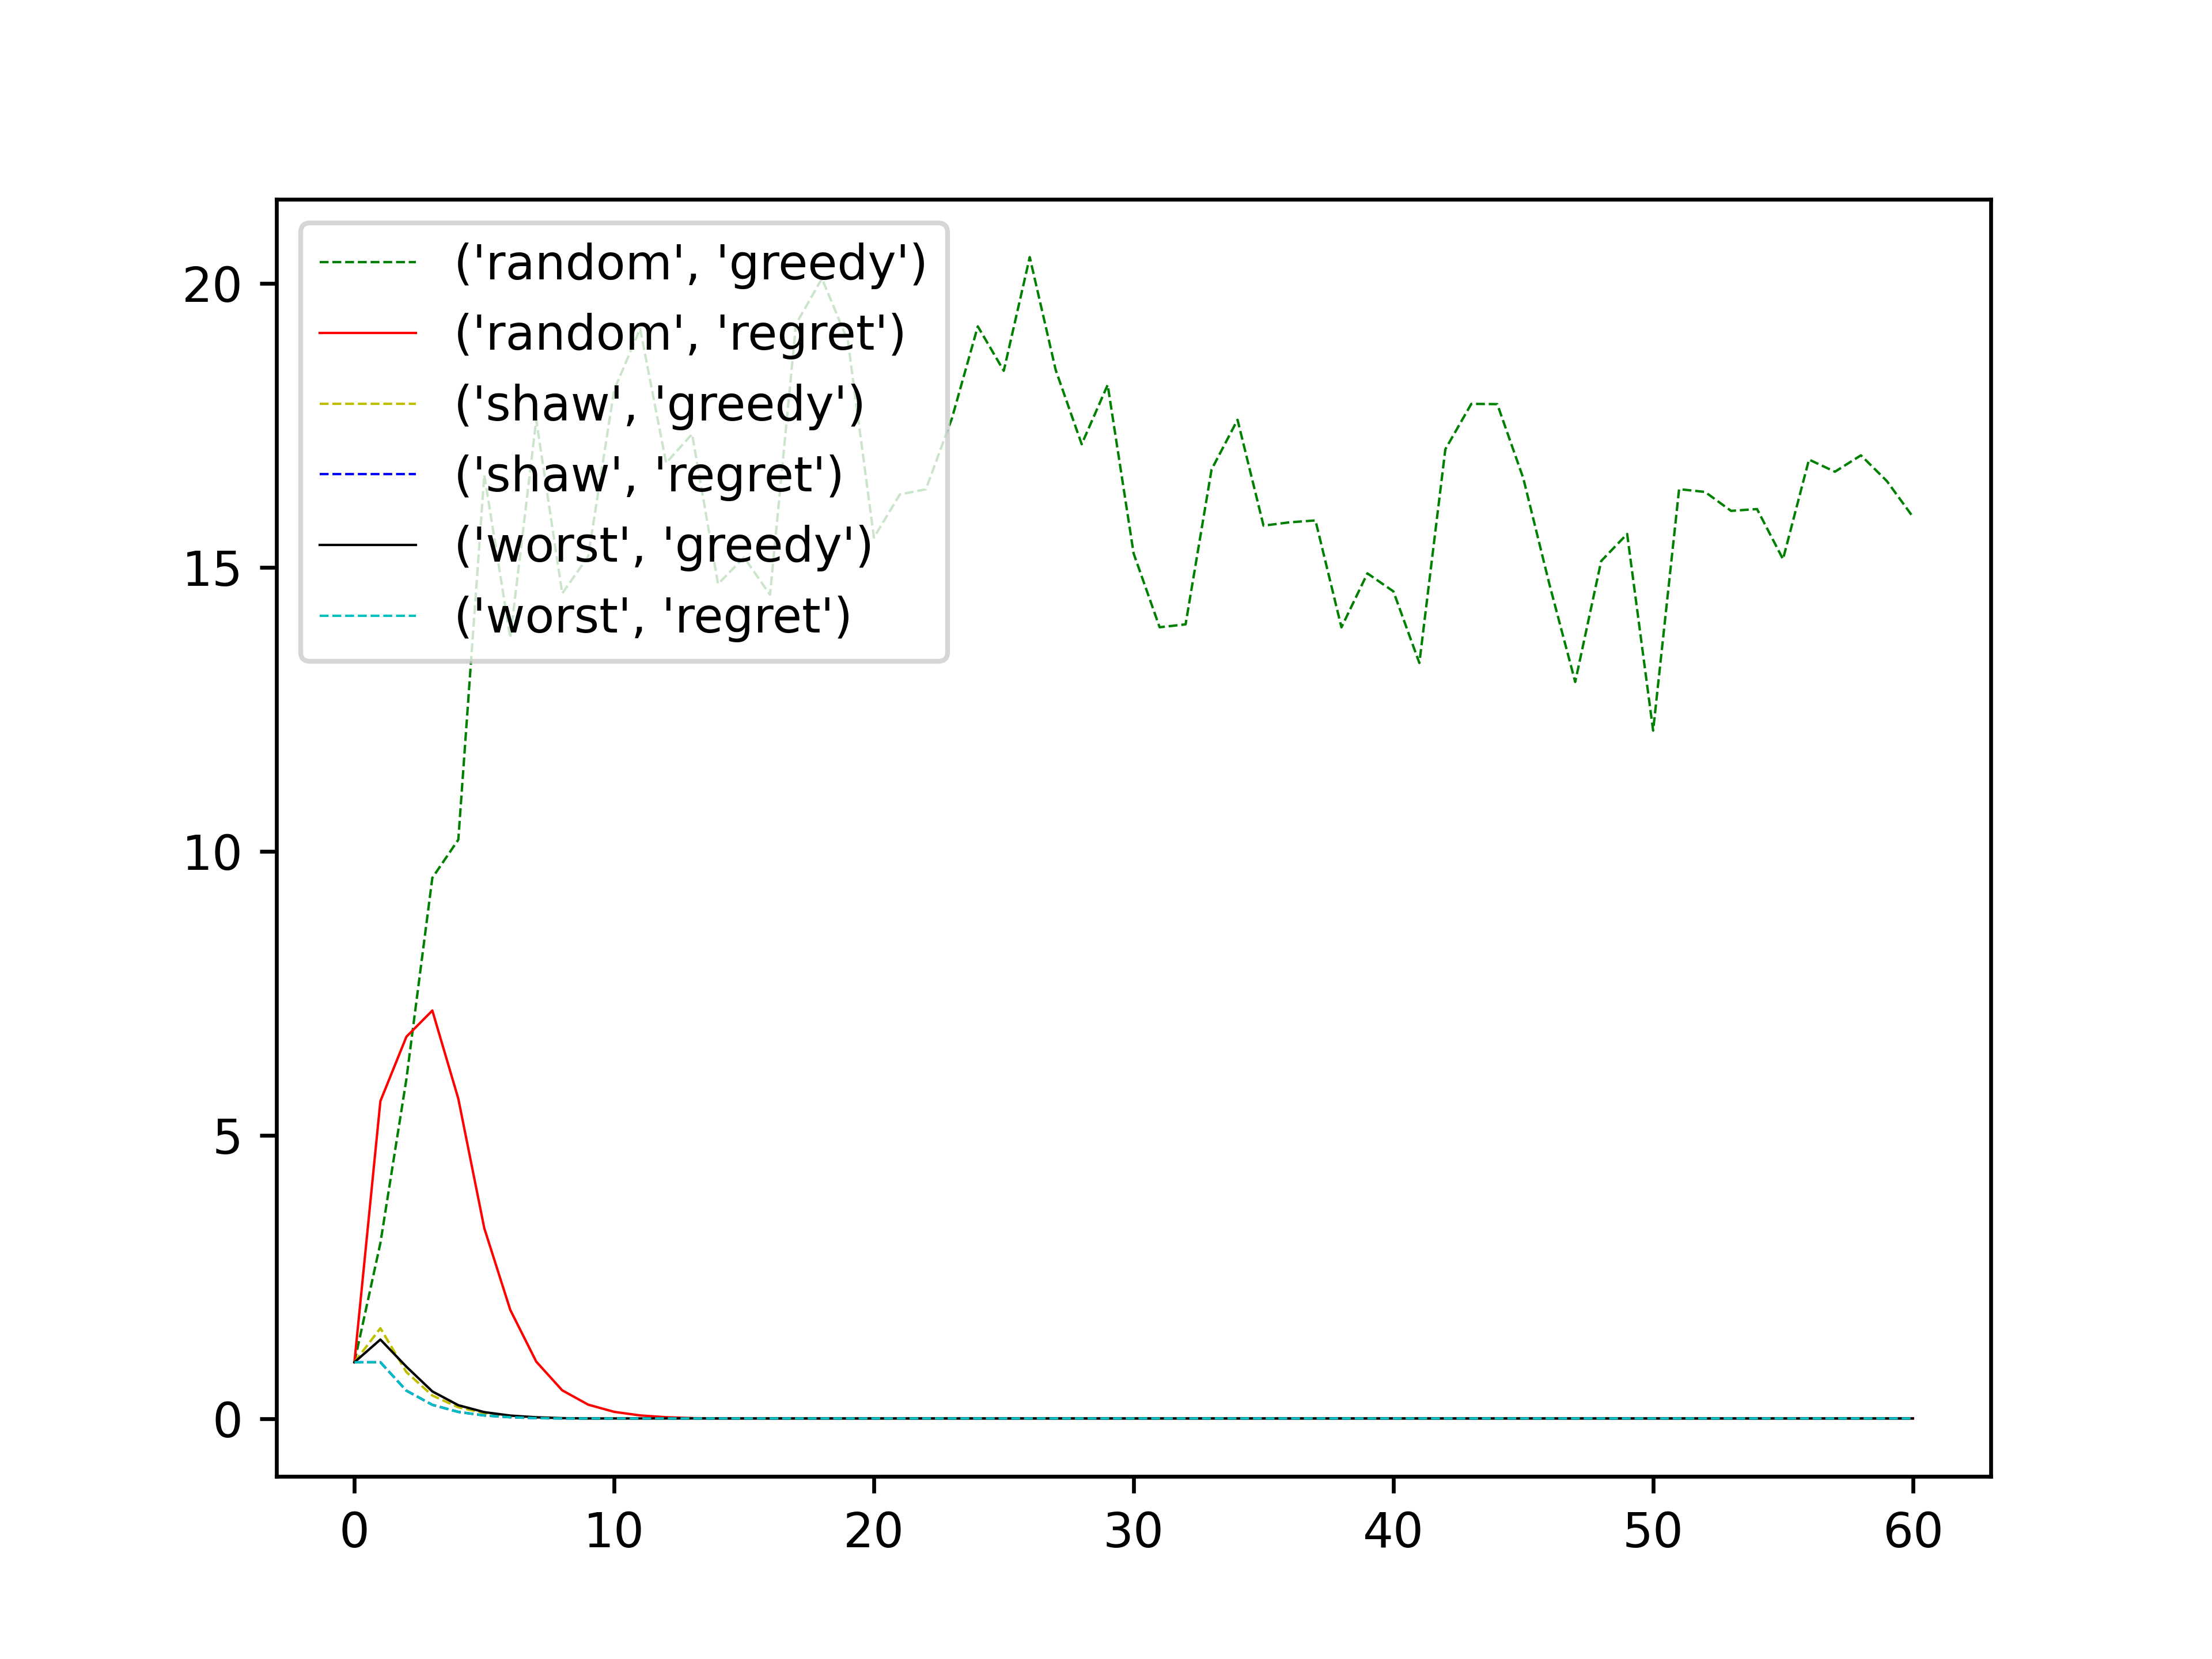 ('random', 'greedy')
('random', 'regret')
('shaw', 'greedy')
('shaw', 'regret')
('worst', 'greedy')
('worst', 'regret')
20
15
10
5
0
0 10 20 30 40 50 60